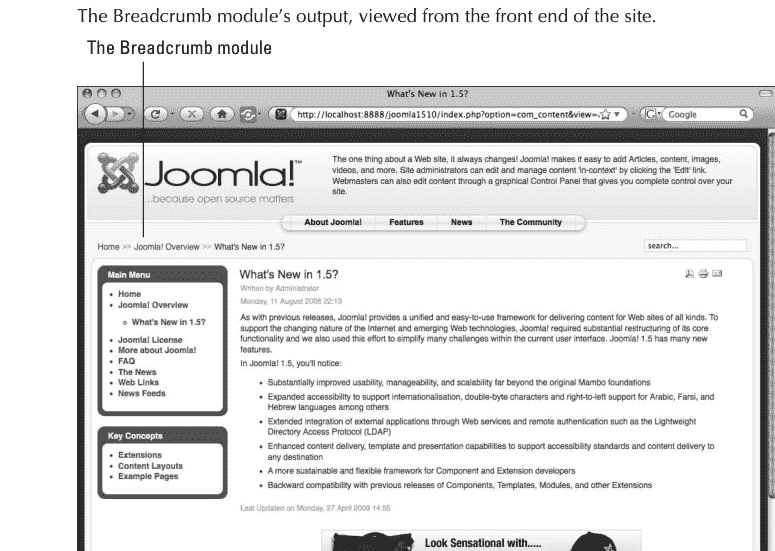 The Breadcrumb module's output, viewed from the front end of the site.
The Breadcrumb module
What's New in 1.5?
http://localhost:8888/joomla1510/index.php?option=com_content&view=
G
Google
Joomla!™
...because open source matters
The one thing about a Web site, it always changes! Joomla! makes it easy to add Articles, content, images,
videos, and more. Site administrators can edit and manage content 'in-context' by clicking the 'Edit' link.
Webmasters can also edit content through a graphical Control Panel that gives you complete control over your
site.
About Joomla! Features News The Community
Home >> Joomla! Overview >> What's New in 1.5?
search...
Main Menu
Home
Joomla! Overview
What's New in 1.5?
Joomla! License
More about Joomla!
FAQ
The News
Web Links
News Feeds
Key Concepts
Extensions
Content Layouts
Example Pages
What's New in 1.5?
Written by Administrator
Monday, 11 August 2008 22:13
As with previous releases, Joomla! provides a unified and easy-to-use framework for delivering content for Web sites of all kinds. To
support the changing nature of the Internet and emerging Web technologies, Joomla! required substantial restructuring of its core
functionality and we also used this effort to simplify many challenges within the current user interface. Joomla! 1.5 has many new
features.
In Joomla! 1.5, you'll notice:
Substantially improved usability, manageability, and scalability far beyond the original Mambo foundations
Expanded accessibility to support internationalisation, double-byte characters and right-to-left support for Arabic, Farsi, and
Hebrew languages among others
Extended integration of external applications through Web services and remote authentication such as the Lightweight
Directory Access Protocol (LDAP)
Enhanced content delivery, template and presentation capabilities to support accessibility standards and content delivery to
any destination
A more sustainable and flexible framework for Component and Extension developers
Backward compatibility with previous releases of Components, Templates, Modules, and other Extensions
Last Updated on Monday, 27 April 2009 14:55
Look Sensational with.....